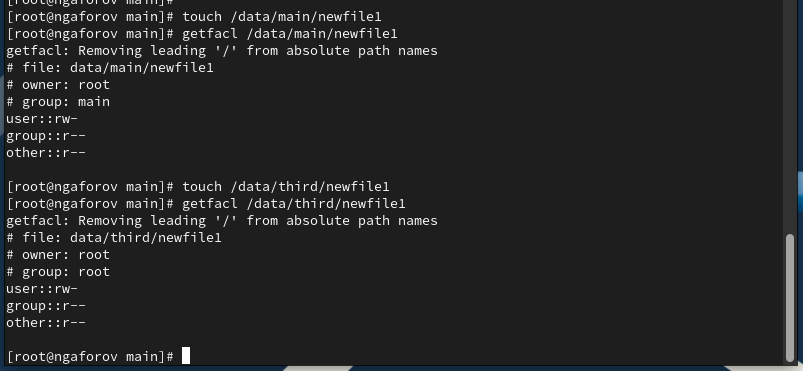 [root@ngaforov main]#
[root@ngaforov main]# touch /data/main/newfile1
[root@ngaforov main]# getfacl /data/main/newfile1
getfacl: Removing leading '/' from absolute path names
# file: data/main/newfile1
# owner: root
# group: main
user::rw-
group::r--
other::r--

[root@ngaforov main]# touch /data/third/newfile1
[root@ngaforov main]# getfacl /data/third/newfile1
getfacl: Removing leading '/' from absolute path names
# file: data/third/newfile1
# owner: root
# group: root
user::rw-
group::r--
other::r--

[root@ngaforov main]#